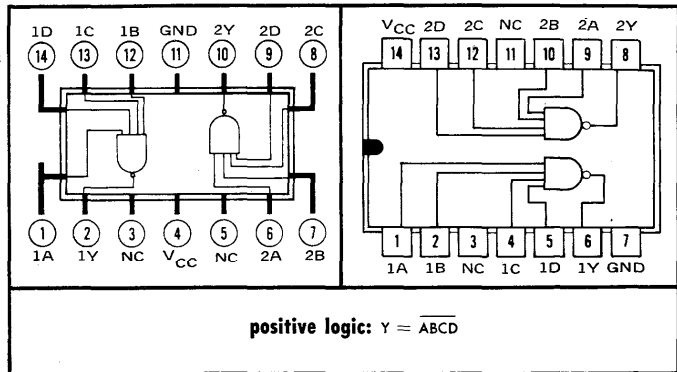 1D 1C 1B GND 2Y 2D 2C
14 13 12 11 10 9 8
1 2 3 4 5 6 7
1A 1Y NC VCC NC 2A 2B
VCC 2D 2C NC 2B 2A 2Y
14 13 12 11 10 9 8
1 2 3 4 5 6 7
1A 1B NC 1C 1D 1Y GND
positive logic: Y = A̅B̅C̅D̅